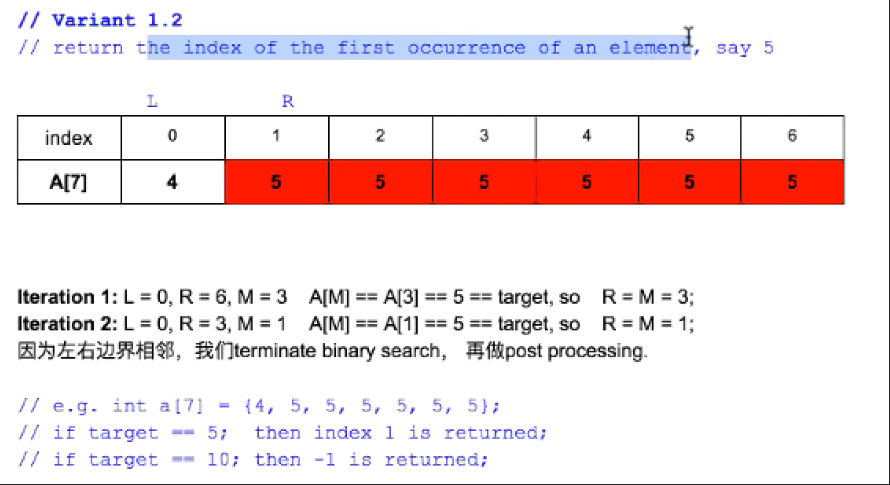 // Variant 1.2
// return the index of the first occurrence of an element, say 5
L R
index 0 1 2 3 4 5 6
A[7] 4 5 5 5 5 5 5
Iteration 1: L = 0, R = 6, M = 3 A[M] == A[3] == 5 == target, so R = M = 3;
Iteration 2: L = 0, R = 3, M = 1 A[M] == A[1] == 5 == target, so R = M = 1;
因为左右边界相邻，我们terminate binary search， 再做post processing.
// e.g. int a[7] = {4, 5, 5, 5, 5, 5, 5};
// if target == 5; then index 1 is returned;
// if target == 10; then -1 is returned;